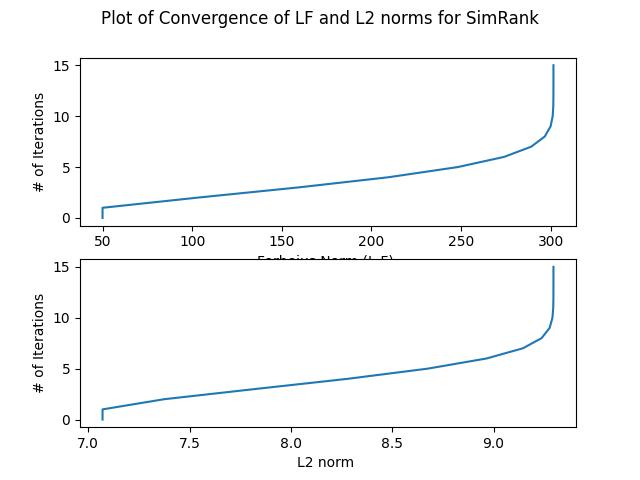 Plot of Convergence of LF and L2 norms for SimRank
# of Iterations
15
10
5
0
50 100 150 200 250 300
# of Iterations
15
10
5
0
7.0 7.5 8.0 8.5 9.0
L2 norm